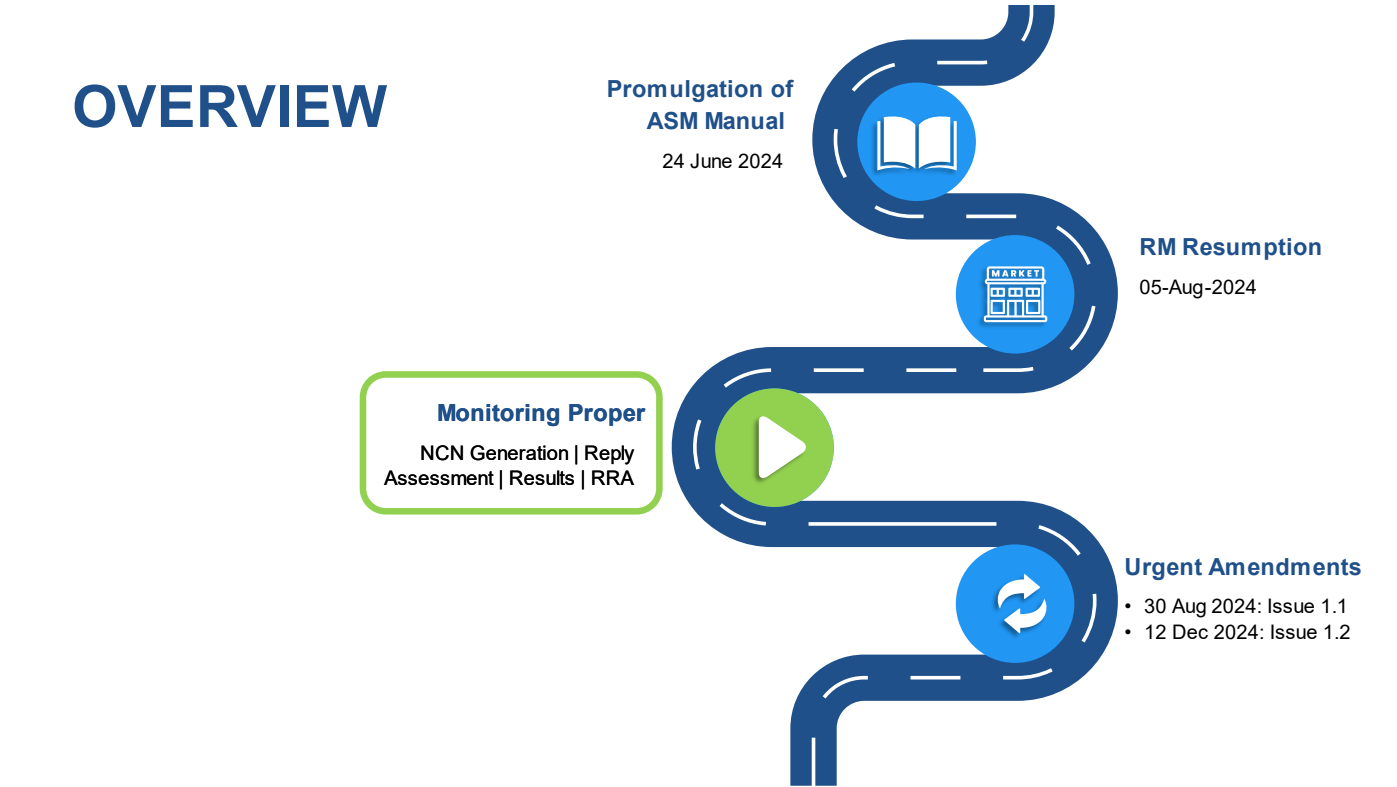 OVERVIEW
Promulgation of
ASM Manual
24 June 2024
MARKET
RM Resumption
05-Aug-2024
Monitoring Proper
NCN Generation | Reply
Assessment | Results | RRA
Urgent Amendments
• 30 Aug 2024: Issue 1.1
• 12 Dec 2024: Issue 1.2